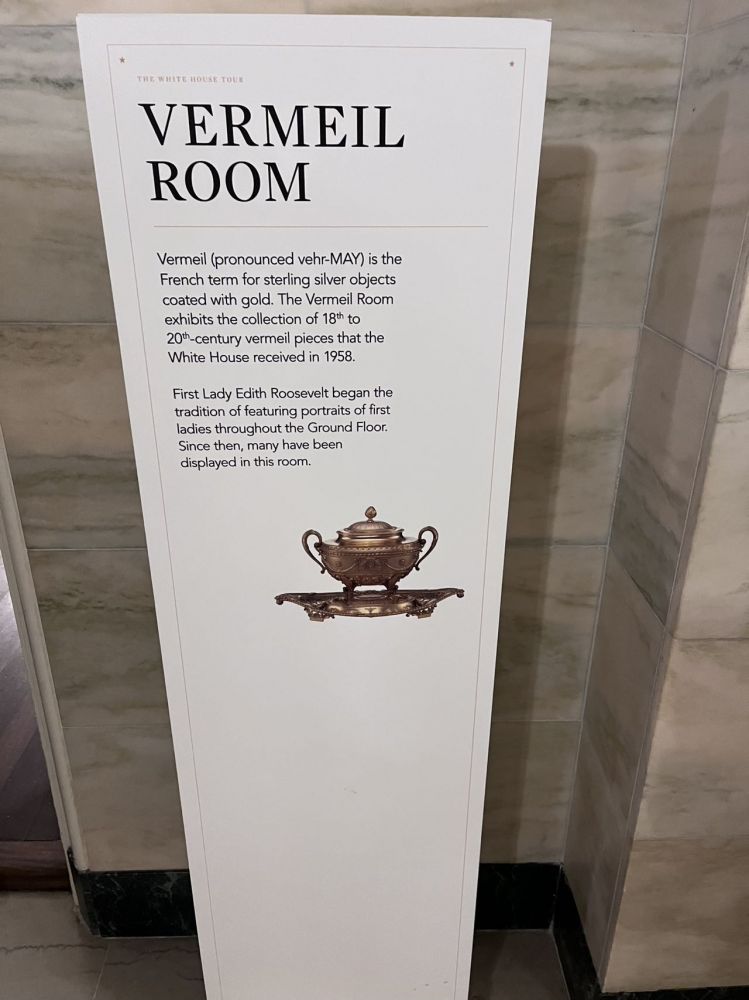 THE WHITE HOUSE TOUR
VERMEIL
ROOM
Vermeil (pronounced vehr-MAY) is the
French term for sterling silver objects
coated with gold. The Vermeil Room
exhibits the collection of 18th to
20th-century vermeil pieces that the
White House received in 1958.
First Lady Edith Roosevelt began the
tradition of featuring portraits of first
ladies throughout the Ground Floor.
Since then, many have been
displayed in this room.